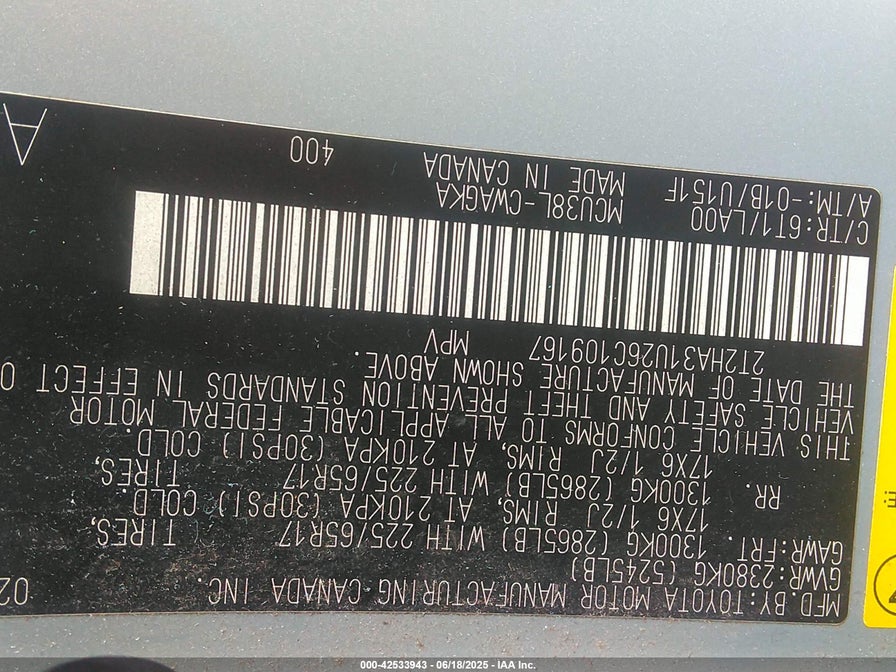 MFD. BY: TOYOTA MOTOR MANUFACTURING CANADA INC. 02
GVWR: 2380KG (5245LB)
GAWR: FRT. 1300KG (2865LB) WITH 225/65R17 TIRES,
17X6 1/2J RIMS, AT 210KPA (30PSI) COLD.
RR. 1300KG (2865LB) WITH 225/65R17 TIRES,
17X6 1/2J RIMS, AT 210KPA (30PSI) COLD.
THIS VEHICLE CONFORMS TO ALL APPLICABLE FEDERAL MOTOR
VEHICLE SAFETY AND THEFT PREVENTION STANDARDS IN EFFECT O
THE DATE OF MANUFACTURE SHOWN ABOVE.
2T2HA31U26C109167 MPV
C/TR: 6T1/LA00 MCU38L-CWAGKA
A/TM: -01B/U151F MADE IN CANADA 400 A
E:
000-42533943 • 06/18/2025 - IAA Inc.